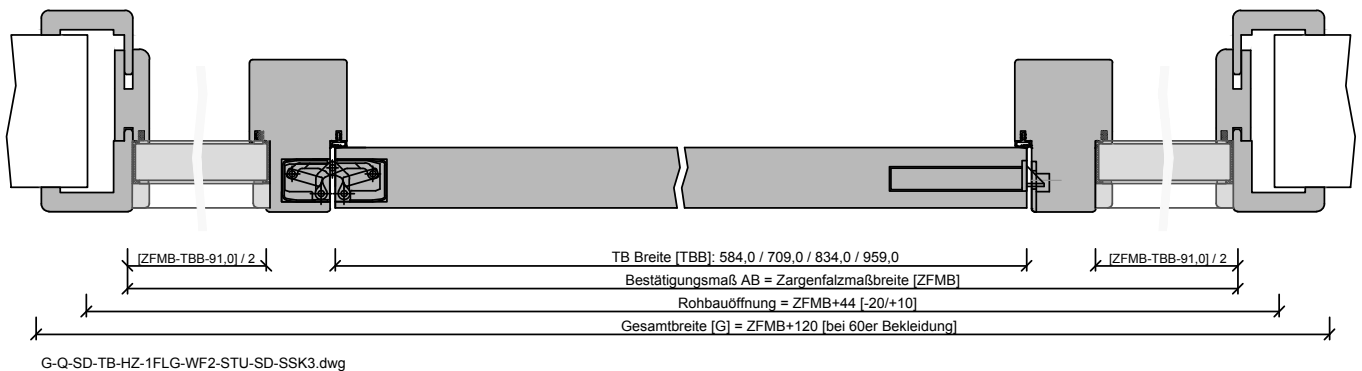 [ZFMB-TBB-91,0] / 2
TB Breite [TBB]: 584,0 / 709,0 / 834,0 / 959,0
[ZFMB-TBB-91,0] / 2
Bestätigungsmaß AB = Zargenfalzmaßbreite [ZFMB]
Rohbauöffnung = ZFMB+44 [-20/+10]
Gesamtbreite [G] = ZFMB+120 [bei 60er Bekleidung]
G-Q-SD-TB-HZ-1FLG-WF2-STU-SD-SSK3.dwg